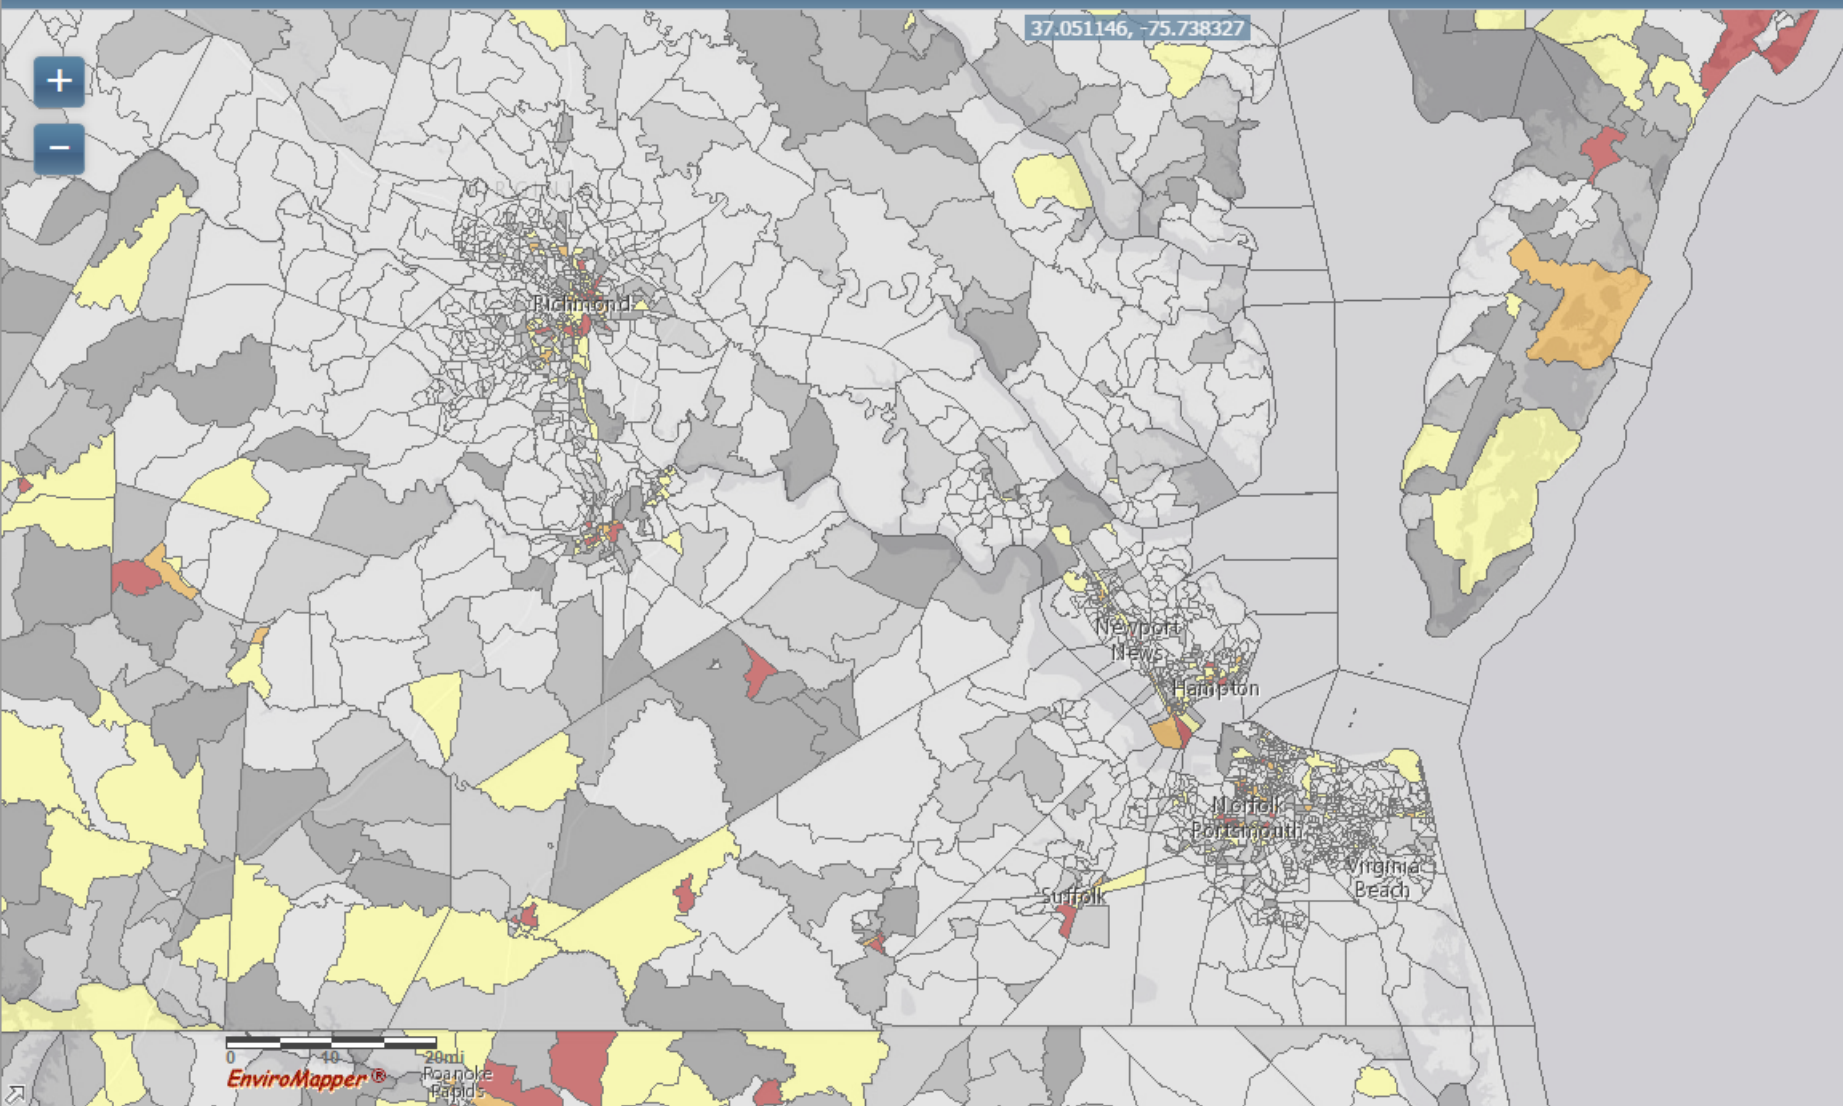 37.051146, -75.738327
+
−
VIRGINIA
Richmond
Newport
News
Hampton
Norfolk
Portsmouth
Virginia
Beach
Suffolk
0 10 20mi
EnviroMapper ®
Roanoke
Rapids